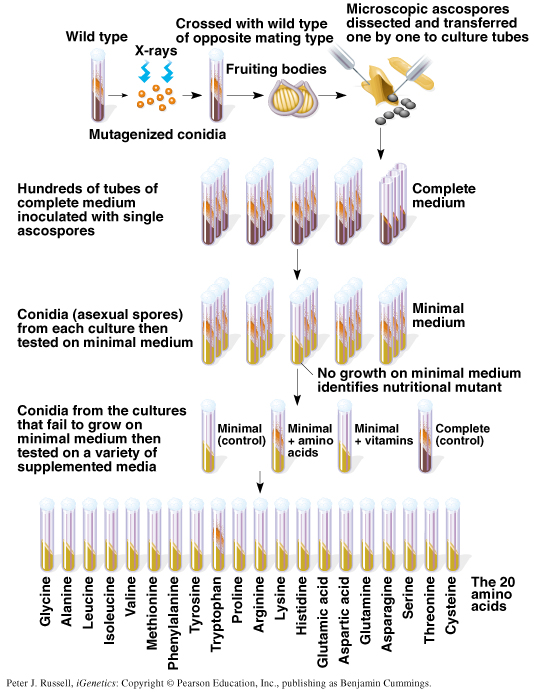 Wild type
X-rays
Mutagenized conidia
Crossed with wild type
of opposite mating type
Fruiting bodies
Microscopic ascospores
dissected and transferred
one by one to culture tubes
Hundreds of tubes of
complete medium
inoculated with single
ascospores
Complete
medium
Conidia (asexual spores)
from each culture then
tested on minimal medium
Minimal
medium
No growth on minimal medium
identifies nutritional mutant
Conidia from the cultures
that fail to grow on
minimal medium then
tested on a variety of
supplemented media
Minimal
(control)
Minimal
+ amino
acids
Minimal
+ vitamins
Complete
(control)
Glycine
Alanine
Leucine
Isoleucine
Valine
Methionine
Phenylalanine
Tyrosine
Tryptophan
Proline
Arginine
Lysine
Histidine
Glutamic acid
Aspartic acid
Glutamine
Asparagine
Serine
Threonine
Cysteine
The 20
amino
acids
Peter J. Russell, iGenetics: Copyright © Pearson Education, Inc., publishing as Benjamin Cummings.